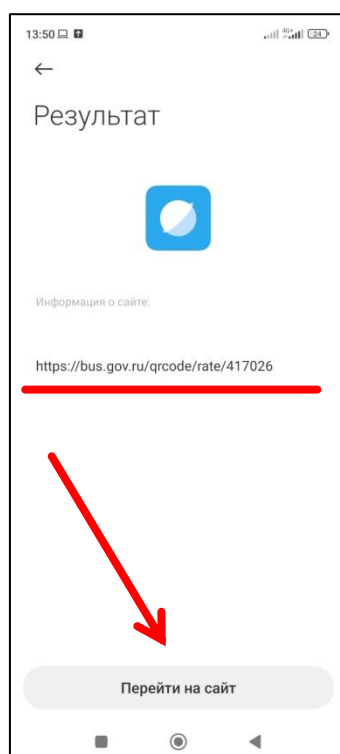 13:50
4G+ 24
Результат
Информация о сайте:
https://bus.gov.ru/qrcode/rate/417026
Перейти на сайт